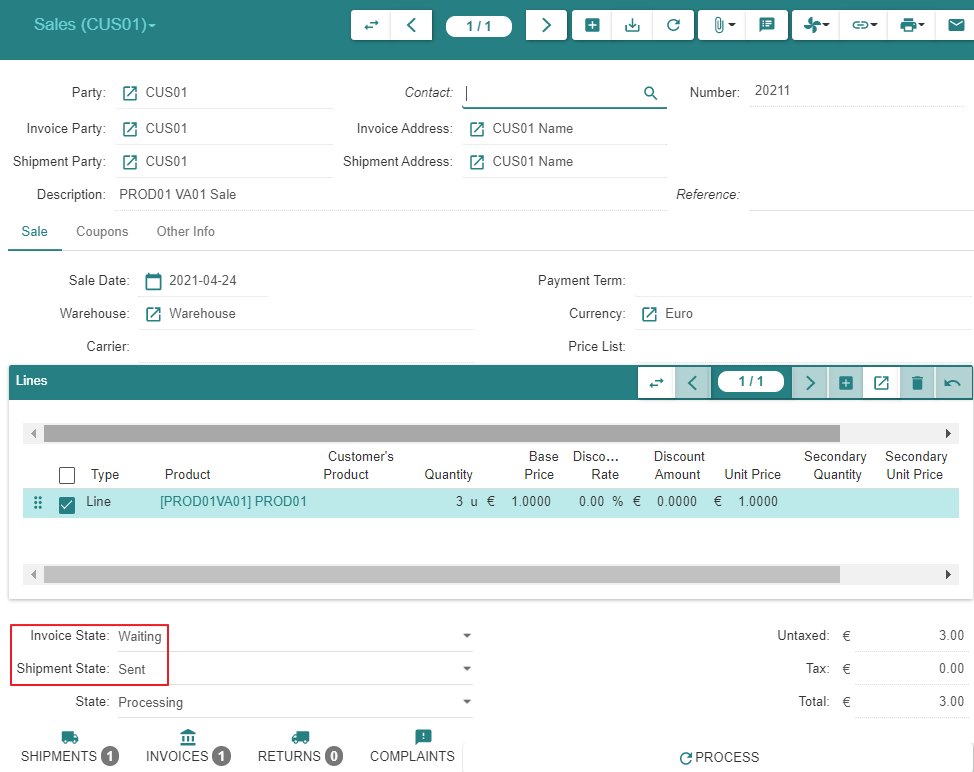 Sales (CUS01)
1 / 1
Party: CUS01 Contact: Number: 20211
Invoice Party: CUS01 Invoice Address: CUS01 Name
Shipment Party: CUS01 Shipment Address: CUS01 Name
Description: PROD01 VA01 Sale Reference:
Sale Coupons Other Info
Sale Date: 2021-04-24 Payment Term:
Warehouse: Warehouse Currency: Euro
Carrier: Price List:
Lines 1 / 1
Customer's Base Disco... Discount Secondary Secondary
Type Product Product Quantity Price Rate Amount Unit Price Quantity Unit Price
Line [PROD01VA01] PROD01 3 u € 1.0000 0.00 % € 0.0000 € 1.0000
Invoice State: Waiting Untaxed: € 3.00
Shipment State: Sent Tax: € 0.00
State: Processing Total: € 3.00
SHIPMENTS 1 INVOICES 1 RETURNS 0 COMPLAINTS PROCESS